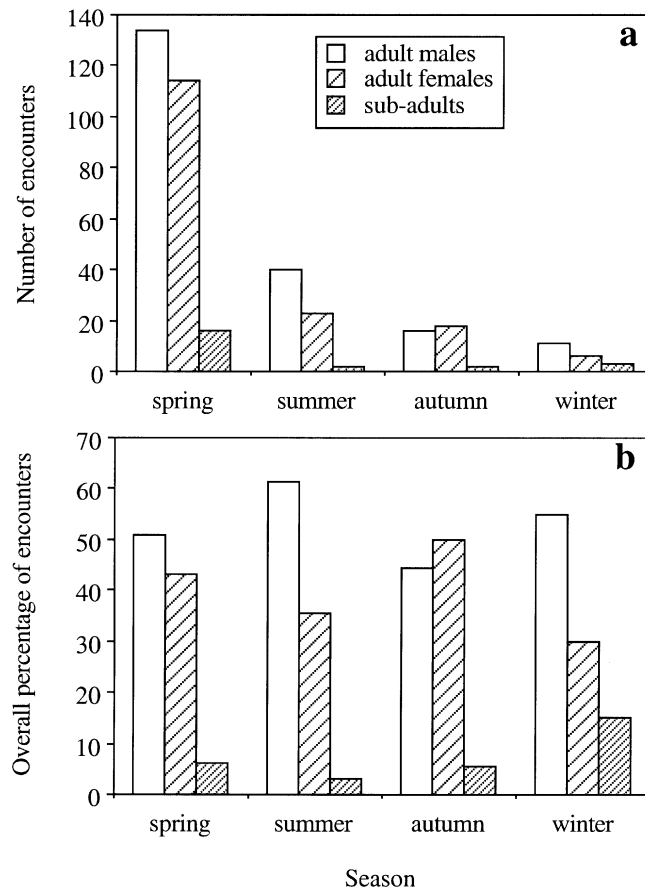 a
140
120
100
80
60
40
20
0
Number of encounters
adult males
adult females
sub-adults
spring summer autumn winter
b
70
60
50
40
30
20
10
0
Overall percentage of encounters
spring summer autumn winter
Season